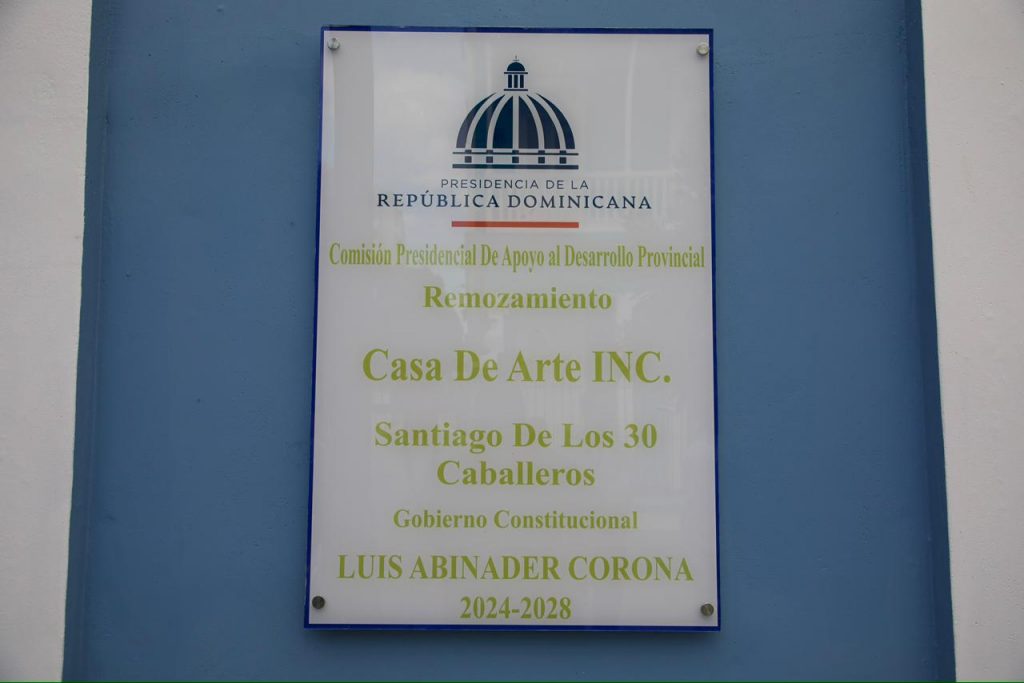 PRESIDENCIA DE LA
REPÚBLICA DOMINICANA
Comisión Presidencial De Apoyo al Desarrollo Provincial
Remozamiento
Casa De Arte INC.
Santiago De Los 30
Caballeros
Gobierno Constitucional
LUIS ABINADER CORONA
2024-2028